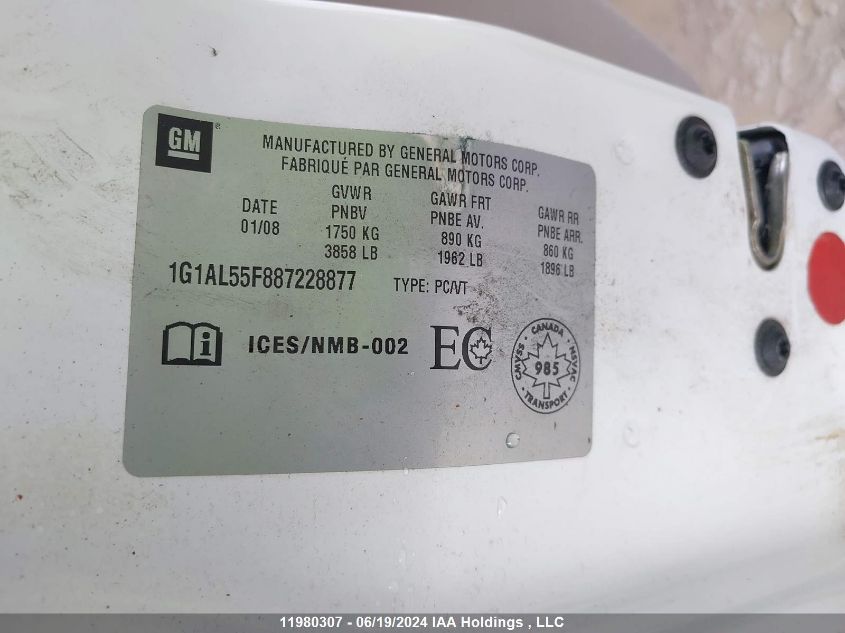 GM
MANUFACTURED BY GENERAL MOTORS CORP.
FABRIQUÉ PAR GENERAL MOTORS CORP.
DATE
01/08
GVWR
PNBV
1750 KG
3858 LB
GAWR FRT
PNBE AV.
890 KG
1962 LB
GAWR RR
PNBE ARR.
860 KG
1896 LB
1G1AL55F887228877 TYPE: PC/VT
i ICES/NMB-002 EC
CANADA
CMVSS
NSVAC
985
TRANSPORT
11980307 - 06/19/2024 IAA Holdings , LLC